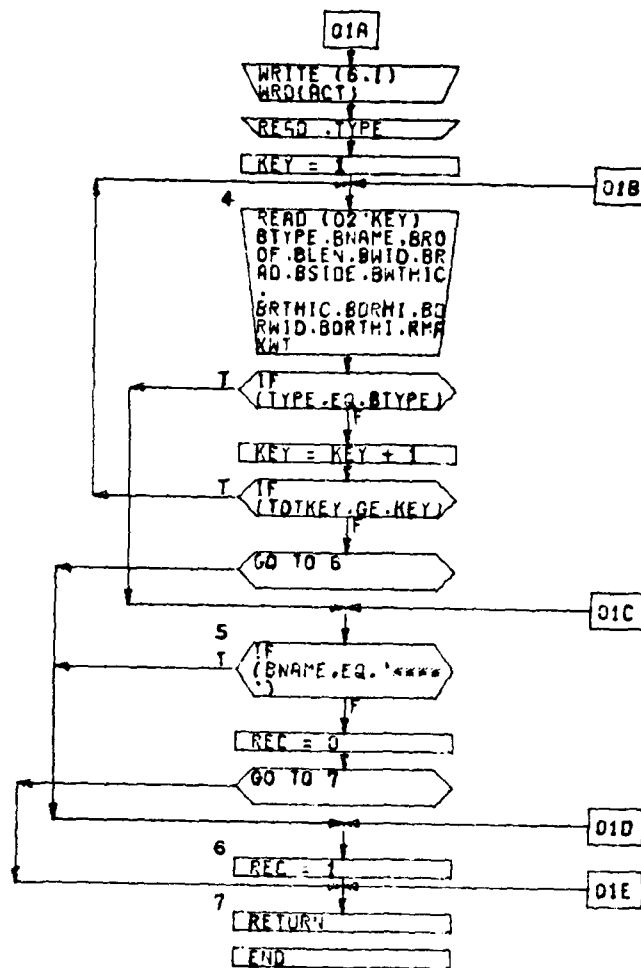 01A
WRITE (6.1)
WRD(ACT)
READ .TYPE
KEY = 1
01B
4
READ (02'KEY)
BTYPE.BNAME.BRO
OF.BLEN.BWID.BR
AD.BSIDE.BWTHIC
.
BRTHIC.BDRHI.BD
RWID.BDRTHI.RMA
KWT
T IF
(TYPE.EQ.BTYPE)
F
KEY = KEY + 1
T IF
(TOTKEY.GE.KEY)
F
GO TO 6
01C
5
T IF
(BNAME.EQ.'****
')
F
REC = 0
GO TO 7
01D
6
REC = 1
01E
7
RETURN
END